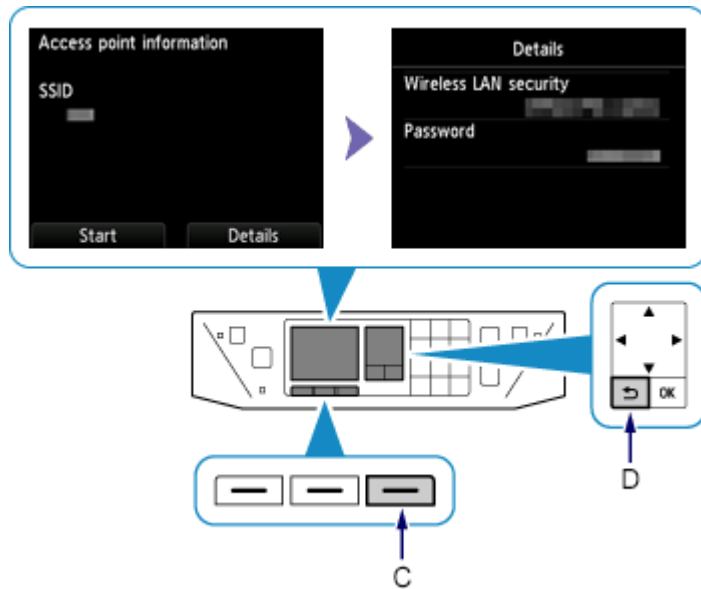 Access point information
SSID
Start
Details
Details
Wireless LAN security
Password
OK
D
C